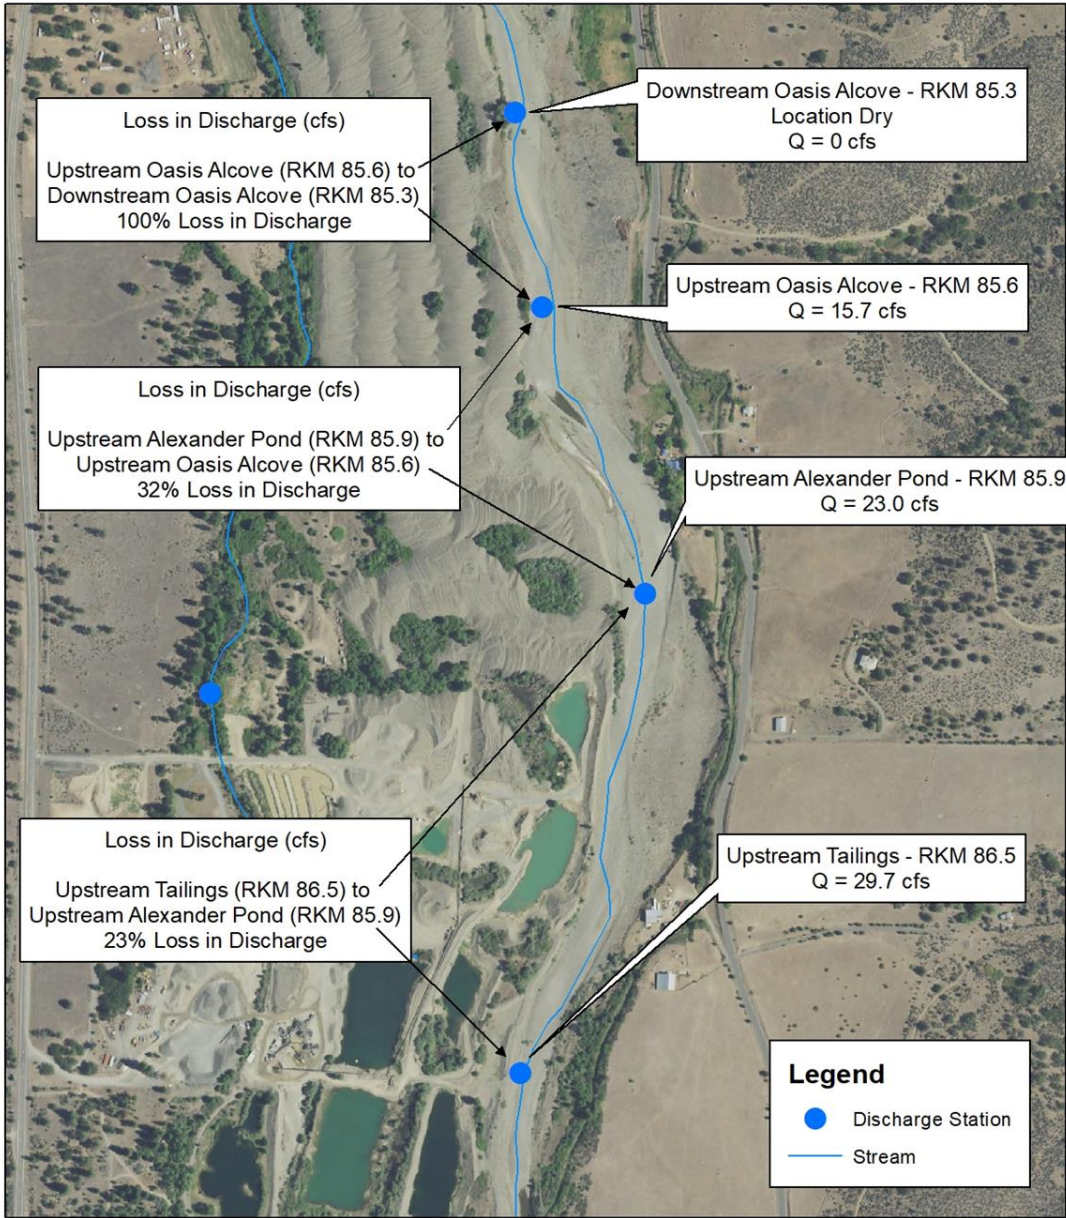 Downstream Oasis Alcove - RKM 85.3
Location Dry
Q = 0 cfs
Loss in Discharge (cfs)
Upstream Oasis Alcove (RKM 85.6) to
Downstream Oasis Alcove (RKM 85.3)
100% Loss in Discharge
Upstream Oasis Alcove - RKM 85.6
Q = 15.7 cfs
Loss in Discharge (cfs)
Upstream Alexander Pond (RKM 85.9) to
Upstream Oasis Alcove (RKM 85.6)
32% Loss in Discharge
Upstream Alexander Pond - RKM 85.9
Q = 23.0 cfs
Loss in Discharge (cfs)
Upstream Tailings (RKM 86.5) to
Upstream Alexander Pond (RKM 85.9)
23% Loss in Discharge
Upstream Tailings - RKM 86.5
Q = 29.7 cfs
Legend
Discharge Station
Stream